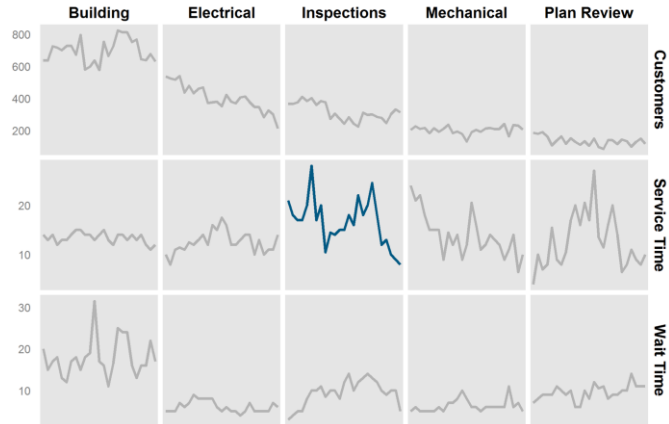 Building Electrical Inspections Mechanical Plan Review
800
600
400
200
Customers
20
10
Service Time
30
20
10
Wait Time